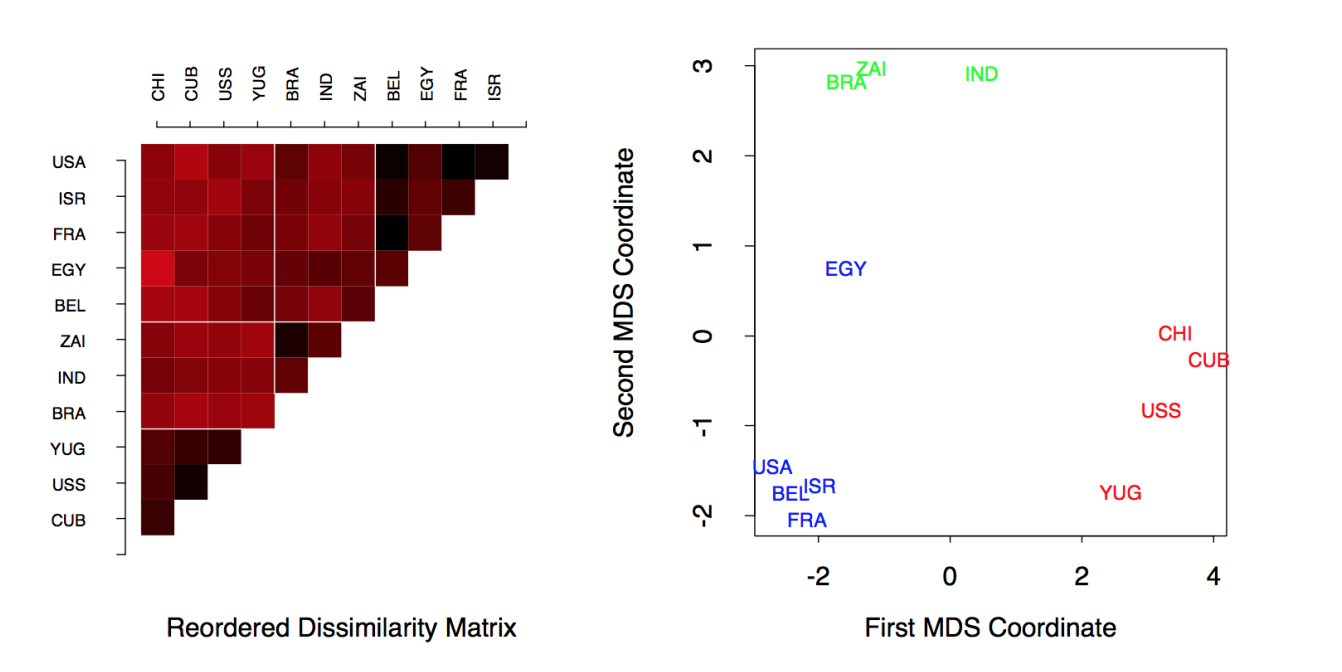 CHI CUB USS YUG BRA IND ZAI BEL EGY FRA ISR
USA
ISR
FRA
EGY
BEL
ZAI
IND
BRA
YUG
USS
CUB
Reordered Dissimilarity Matrix
Second MDS Coordinate
3
2
1
0
-1
-2
ZAI
IND
BRA
EGY
CHI
CUB
USS
USA
ISR
BEL
YUG
FRA
-2 0 2 4
First MDS Coordinate